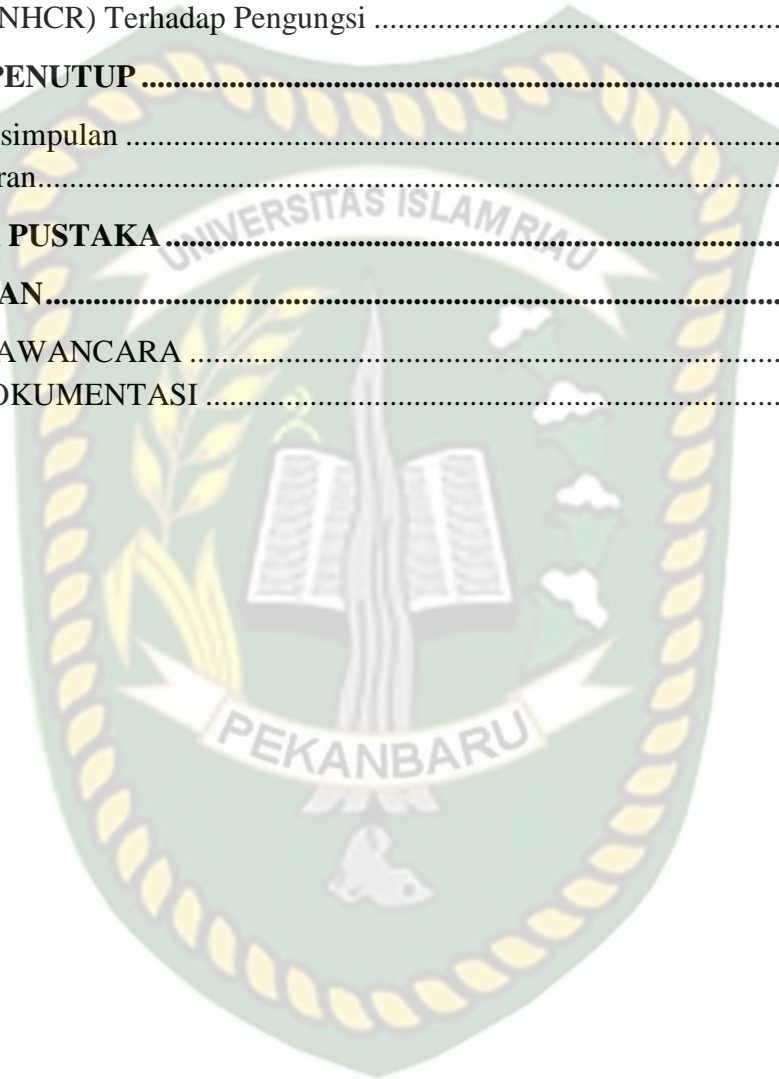 NHCR) Terhadap Pengungsi ........................................................
PENUTUP ........................................................
simpulan ........................................................
ran ........................................................
PUSTAKA ........................................................
AN ........................................................
AWANCARA ........................................................
OKUMENTASI ........................................................
UNIVERSITAS ISLAM RIAU
PEKANBARU